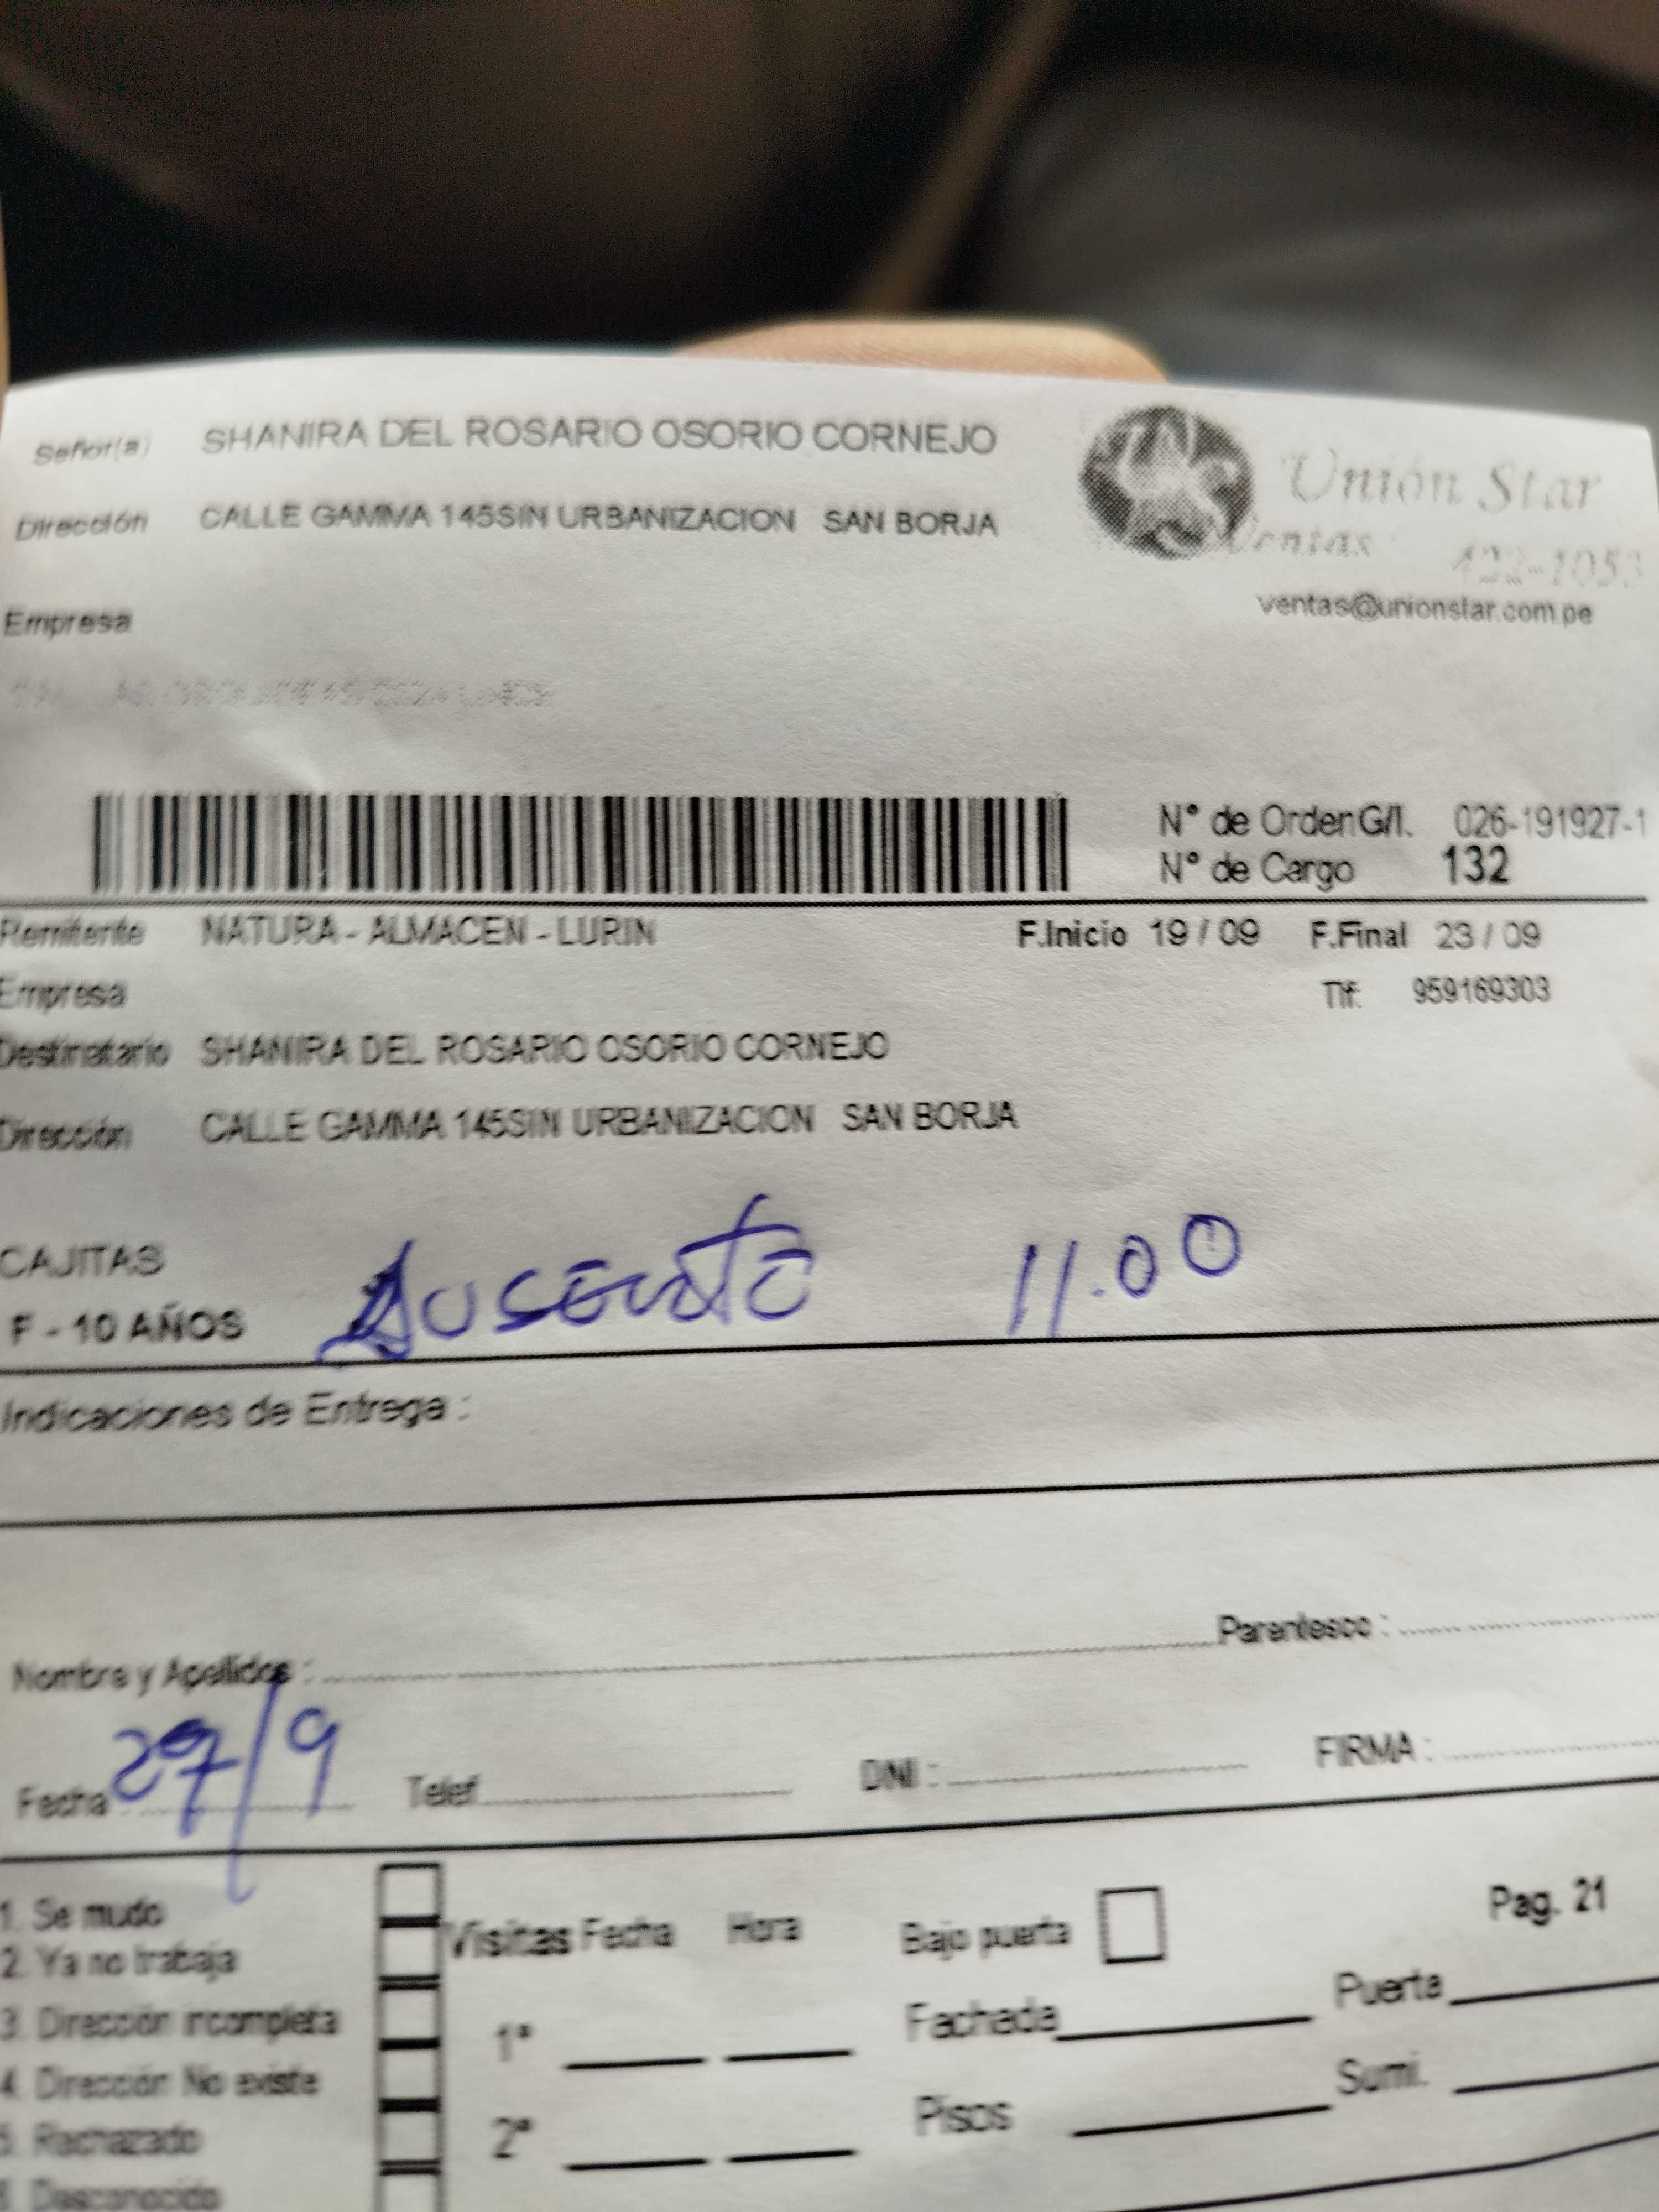 Señor(a) SHANIRA DEL ROSARIO OSORIO CORNEJO
Unión Star
Dirección CALLE GAMMA 145SIN URBANIZACION SAN BORJA
Ventas 422-1053
ventas@unionstar.com.pe
Empresa
N° de Orden G/I. 026-191927-1
N° de Cargo 132
Remitente NATURA - ALMACEN - LURIN F.Inicio 19 / 09 F.Final 23 / 09
Empresa Tlf: 959169303
Destinatario SHANIRA DEL ROSARIO OSORIO CORNEJO
Dirección CALLE GAMMA 145SIN URBANIZACION SAN BORJA
CAJITAS Ausente 11.00
F - 10 AÑOS
Indicaciones de Entrega :
Nombre y Apellidos : Parentesco :
Fecha 27/9 Telef. DNI : FIRMA :
1. Se mudo
2. Ya no trabaja
3. Dirección incompleta
4. Dirección No existe
5. Rechazado
6. Desconocido
Visitas Fecha Hora
1°
2°
Bajo puerta Pag. 21
Fachada Puerta
Pisos Sumi.